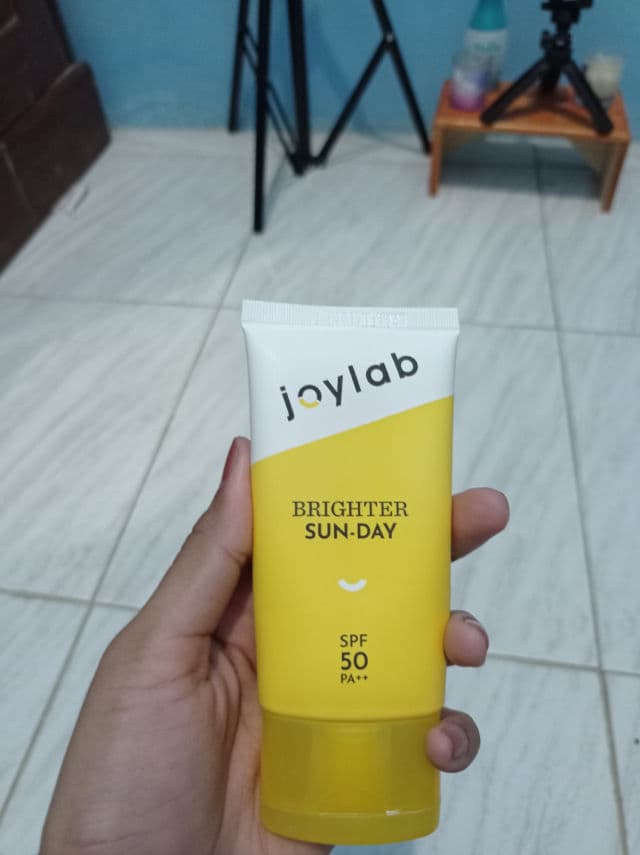 joylab
BRIGHTER
SUN-DAY
SPF
50
PA++